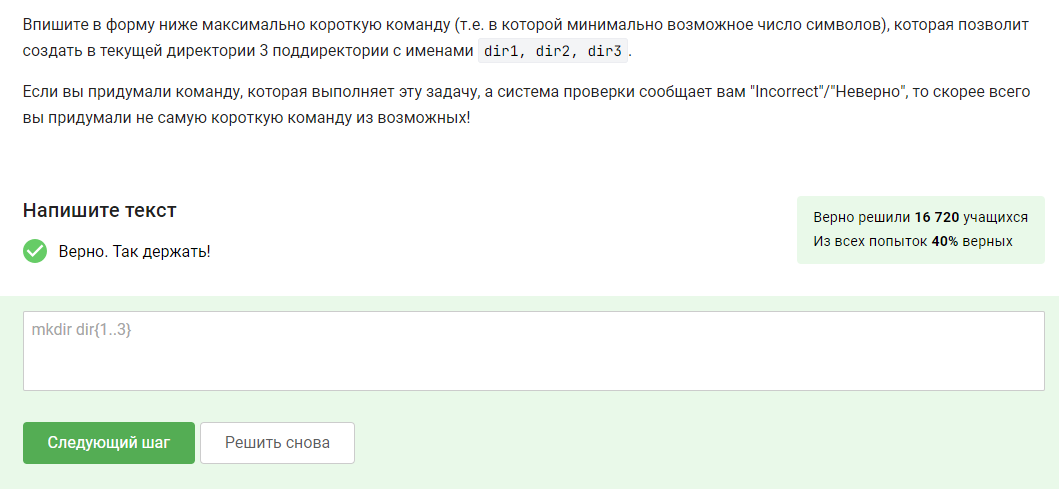 Впишите в форму ниже максимально короткую команду (т.е. в которой минимально возможное число символов), которая позволит
создать в текущей директории 3 поддиректории с именами dir1, dir2, dir3.
Если вы придумали команду, которая выполняет эту задачу, а система проверки сообщает вам "Incorrect"/"Неверно", то скорее всего
вы придумали не самую короткую команду из возможных!
Напишите текст
Верно. Так держать!
Верно решили 16 720 учащихся
Из всех попыток 40% верных
mkdir dir{1..3}
Следующий шаг
Решить снова